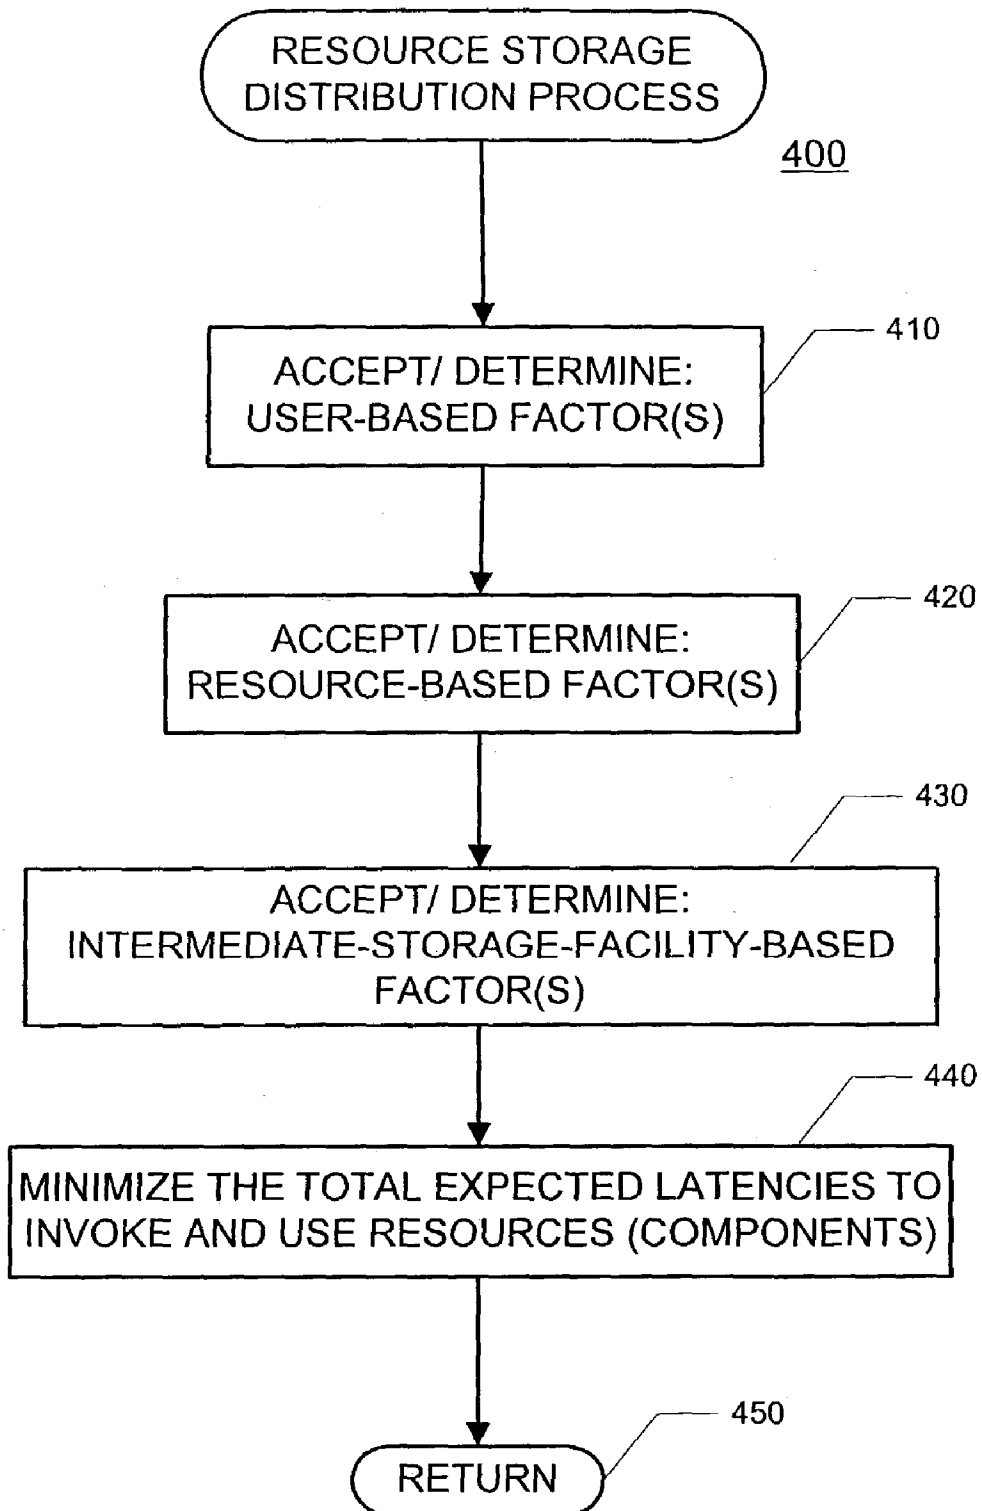 RESOURCE STORAGE
DISTRIBUTION PROCESS
400
410
ACCEPT/ DETERMINE:
USER-BASED FACTOR(S)
420
ACCEPT/ DETERMINE:
RESOURCE-BASED FACTOR(S)
430
ACCEPT/ DETERMINE:
INTERMEDIATE-STORAGE-FACILITY-BASED
FACTOR(S)
440
MINIMIZE THE TOTAL EXPECTED LATENCIES TO
INVOKE AND USE RESOURCES (COMPONENTS)
450
RETURN